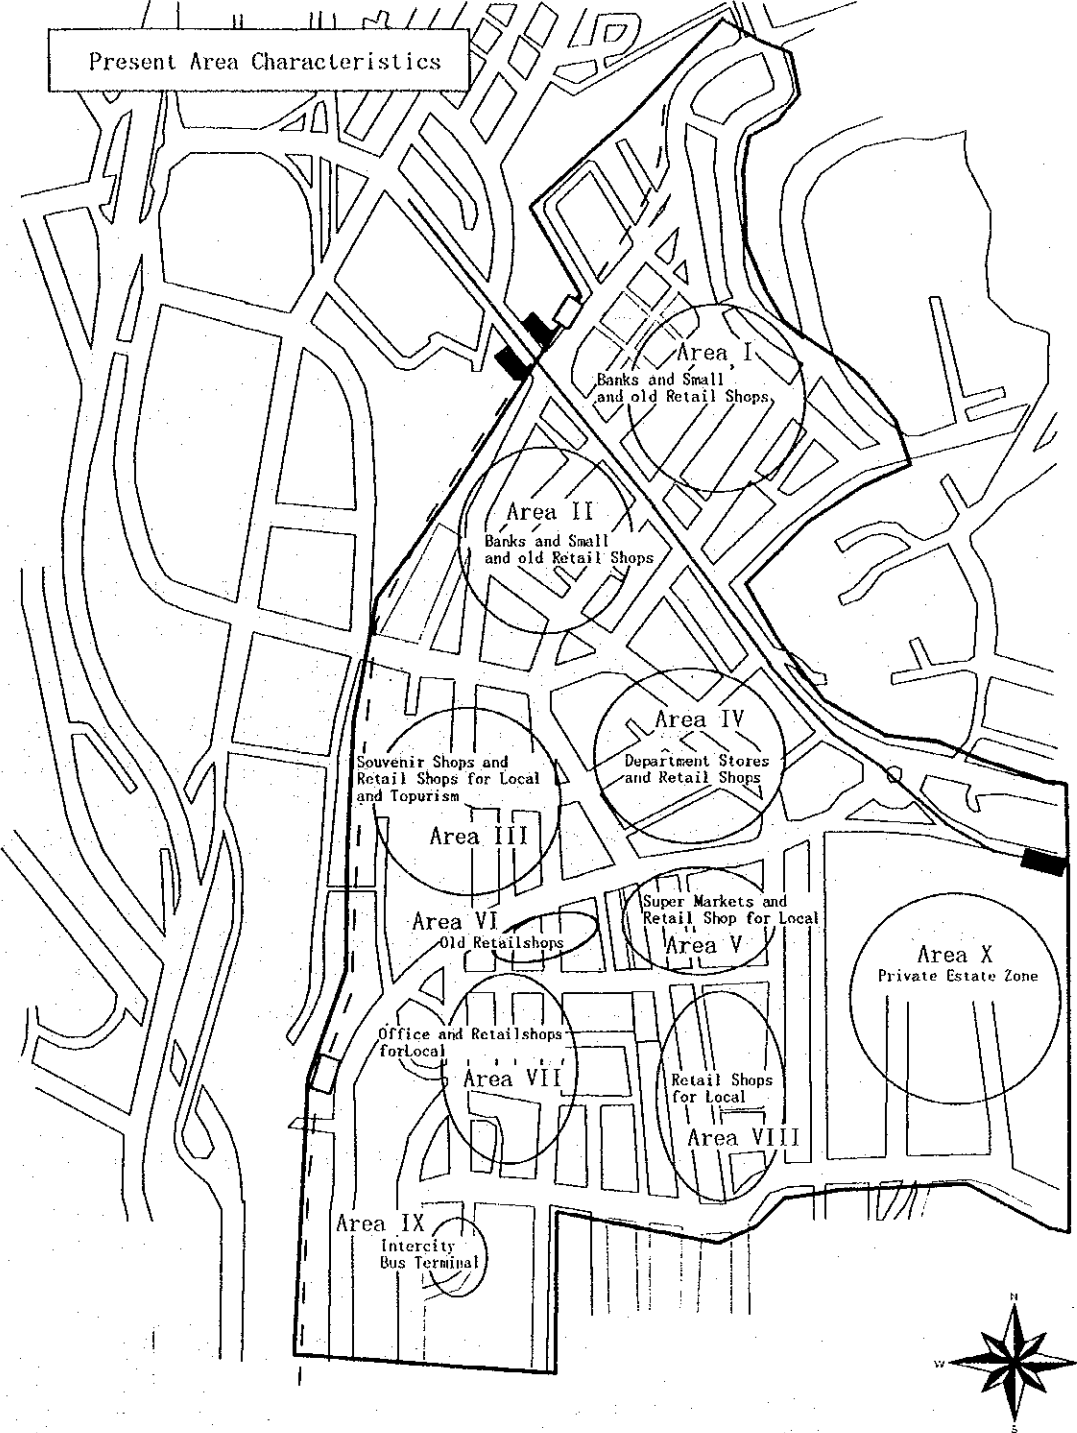 Present Area Characteristics
Area I
Banks and Small
and old Retail Shops
Area II
Banks and Small
and old Retail Shops
Area IV
Department Stores
and Retail Shops
Souvenir Shops and
Retail Shops for Local
and Topurism
Area III
Super Markets and
Retail Shop for Local
Area V
Area VI
Old Retailshops
Area X
Private Estate Zone
Office and Retailshops
forLocal
Area VII
Retail Shops
for Local
Area VIII
Area IX
Intercity
Bus Terminal
N
W
S